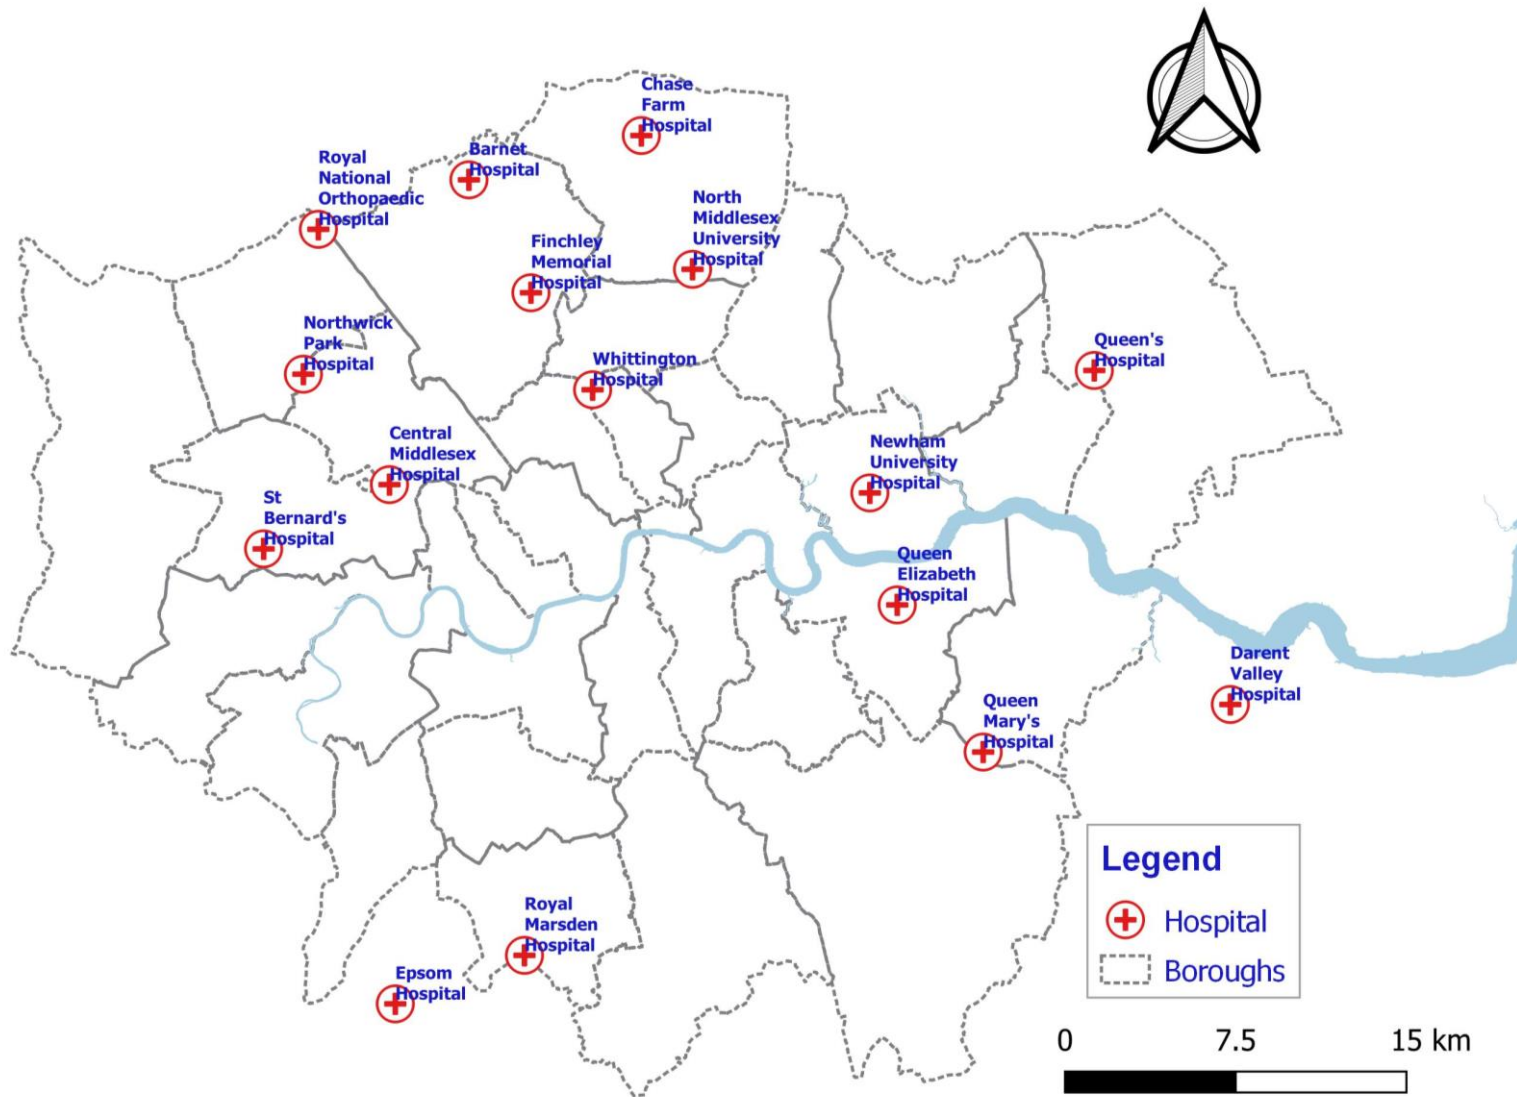 Chase
Farm
Hospital
Barnet
Hospital
Royal
National
Orthopaedic
Hospital
North
Middlesex
University
Hospital
Finchley
Memorial
Hospital
Northwick
Park
Hospital
Whittington
Hospital
Queen's
Hospital
Central
Middlesex
Hospital
Newham
University
Hospital
St
Bernard's
Hospital
Queen
Elizabeth
Hospital
Darent
Valley
Hospital
Queen
Mary's
Hospital
Royal
Marsden
Hospital
Epsom
Hospital
Legend
Hospital
Boroughs
0 7.5 15 km